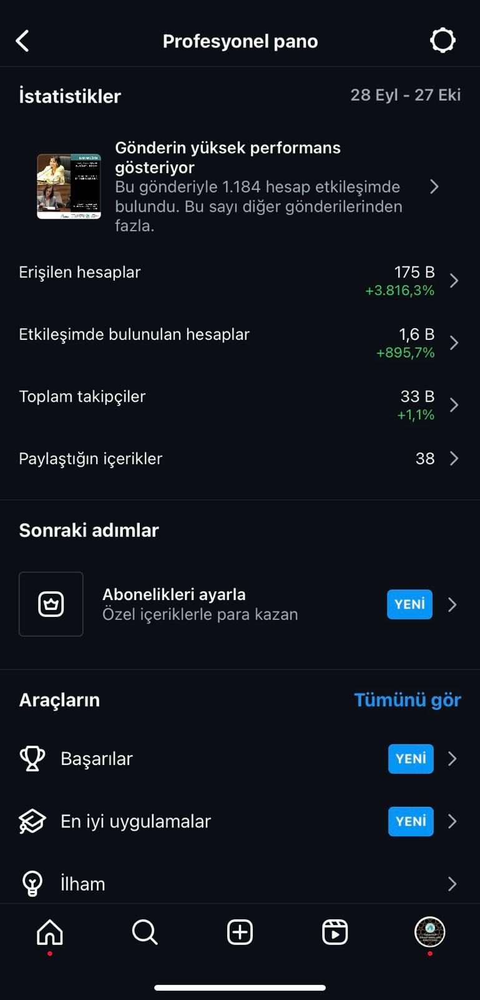 Profesyonel pano
İstatistikler
28 Eyl - 27 Eki
Gönderin yüksek performans
gösteriyor
Bu gönderiyle 1.184 hesap etkileşimde
bulundu. Bu sayı diğer gönderilerinden
fazla.
Erişilen hesaplar
175 B
+3.816,3%
Etkileşimde bulunulan hesaplar
1,6 B
+895,7%
Toplam takipçiler
33 B
+1,1%
Paylaştığın içerikler
38
Sonraki adımlar
Abonelikleri ayarla
Özel içeriklerle para kazan
YENİ
Araçların
Tümünü gör
Başarılar
YENİ
En iyi uygulamalar
YENİ
İlham